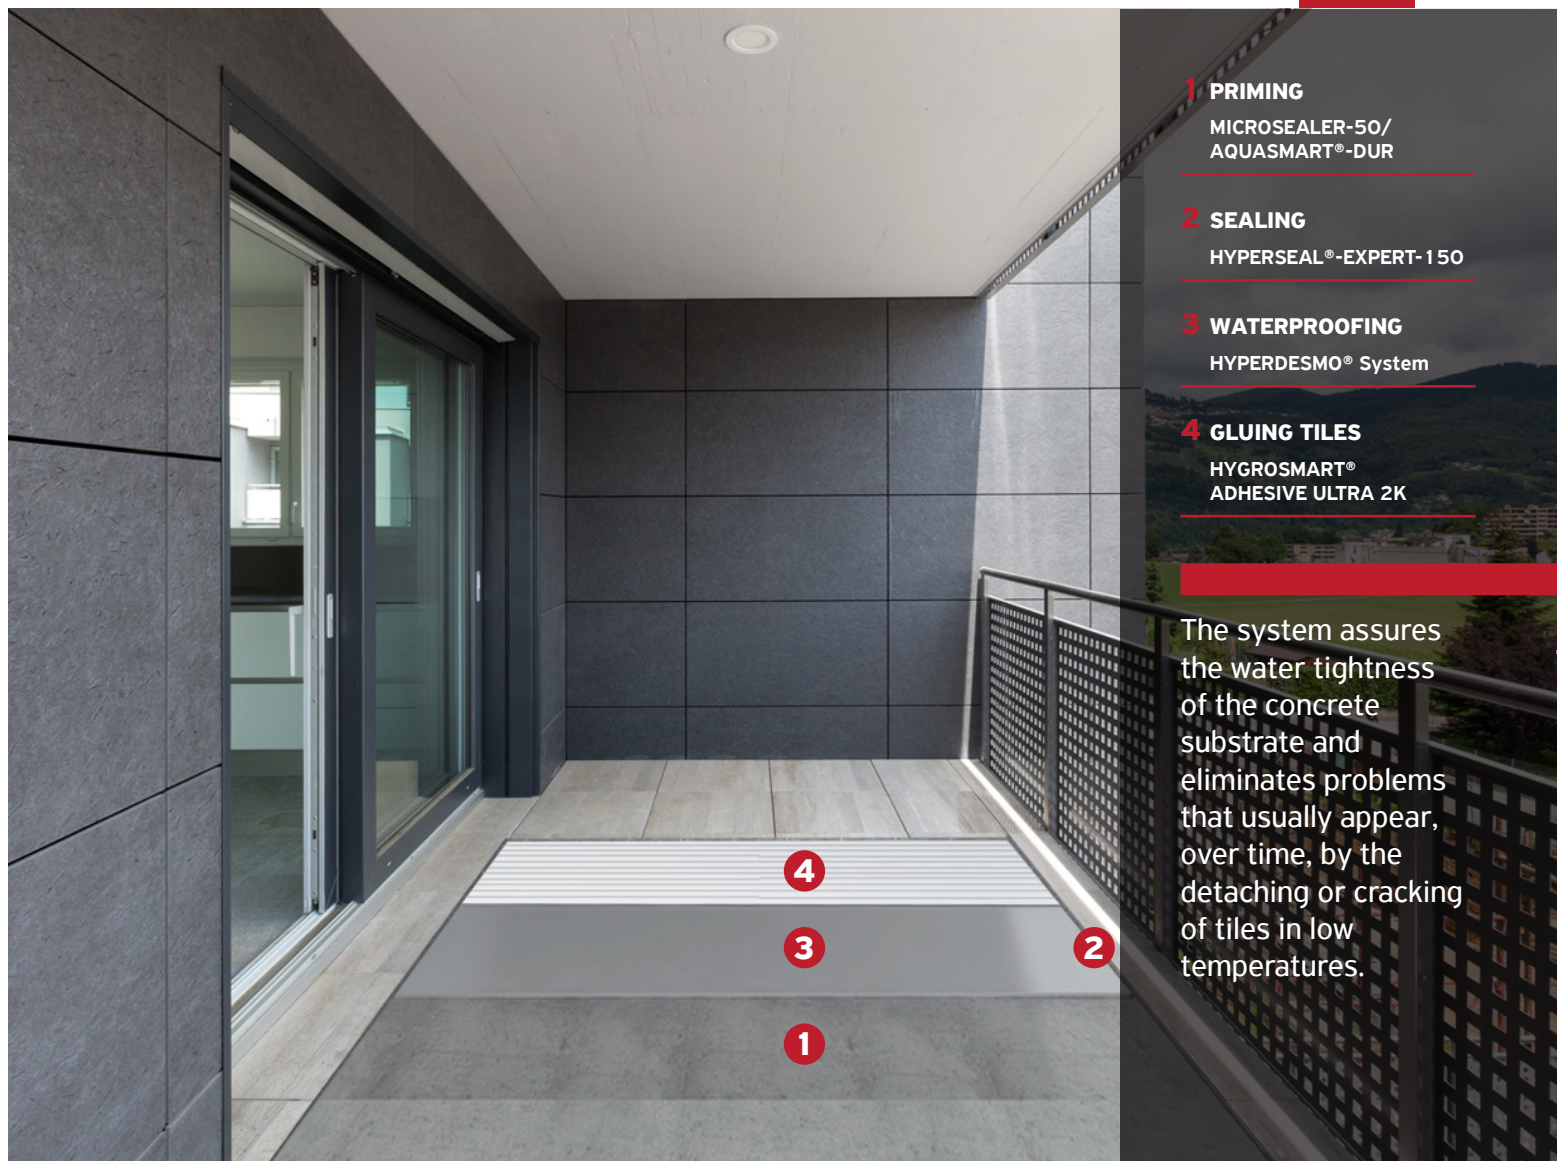 1 PRIMING
MICROSEALER-50/
AQUASMART®-DUR
2 SEALING
HYPERSEAL®-EXPERT-150
3 WATERPROOFING
HYPERDESMO® System
4 GLUING TILES
HYGROSMART®
ADHESIVE ULTRA 2K
The system assures
the water tightness
of the concrete
substrate and
eliminates problems
that usually appear,
over time, by the
detaching or cracking
of tiles in low
temperatures.
4
3
2
1